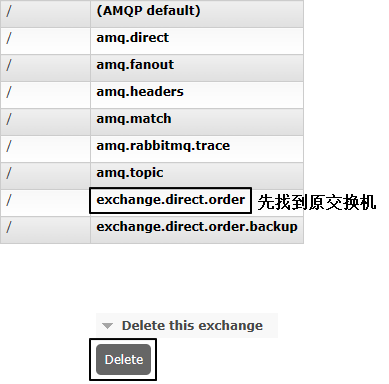 / (AMQP default)
/ amq.direct
/ amq.fanout
/ amq.headers
/ amq.match
/ amq.rabbitmq.trace
/ amq.topic
/ exchange.direct.order 先找到原交换机
/ exchange.direct.order.backup
Delete this exchange
Delete